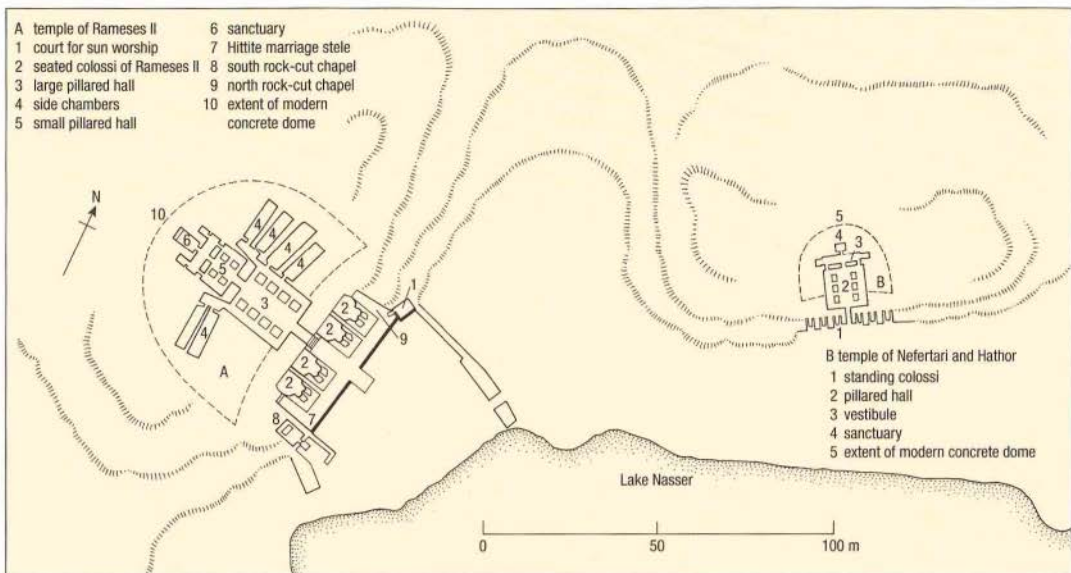 A temple of Rameses II
1 court for sun worship
2 seated colossi of Rameses II
3 large pillared hall
4 side chambers
5 small pillared hall
6 sanctuary
7 Hittite marriage stele
8 south rock-cut chapel
9 north rock-cut chapel
10 extent of modern
concrete dome
N
10
6
5
4
4
4
4
3
4
A
2
2
2
2
1
9
7
8
5
4
3
2
B
1
B temple of Nefertari and Hathor
1 standing colossi
2 pillared hall
3 vestibule
4 sanctuary
5 extent of modern concrete dome
Lake Nasser
0 50 100 m